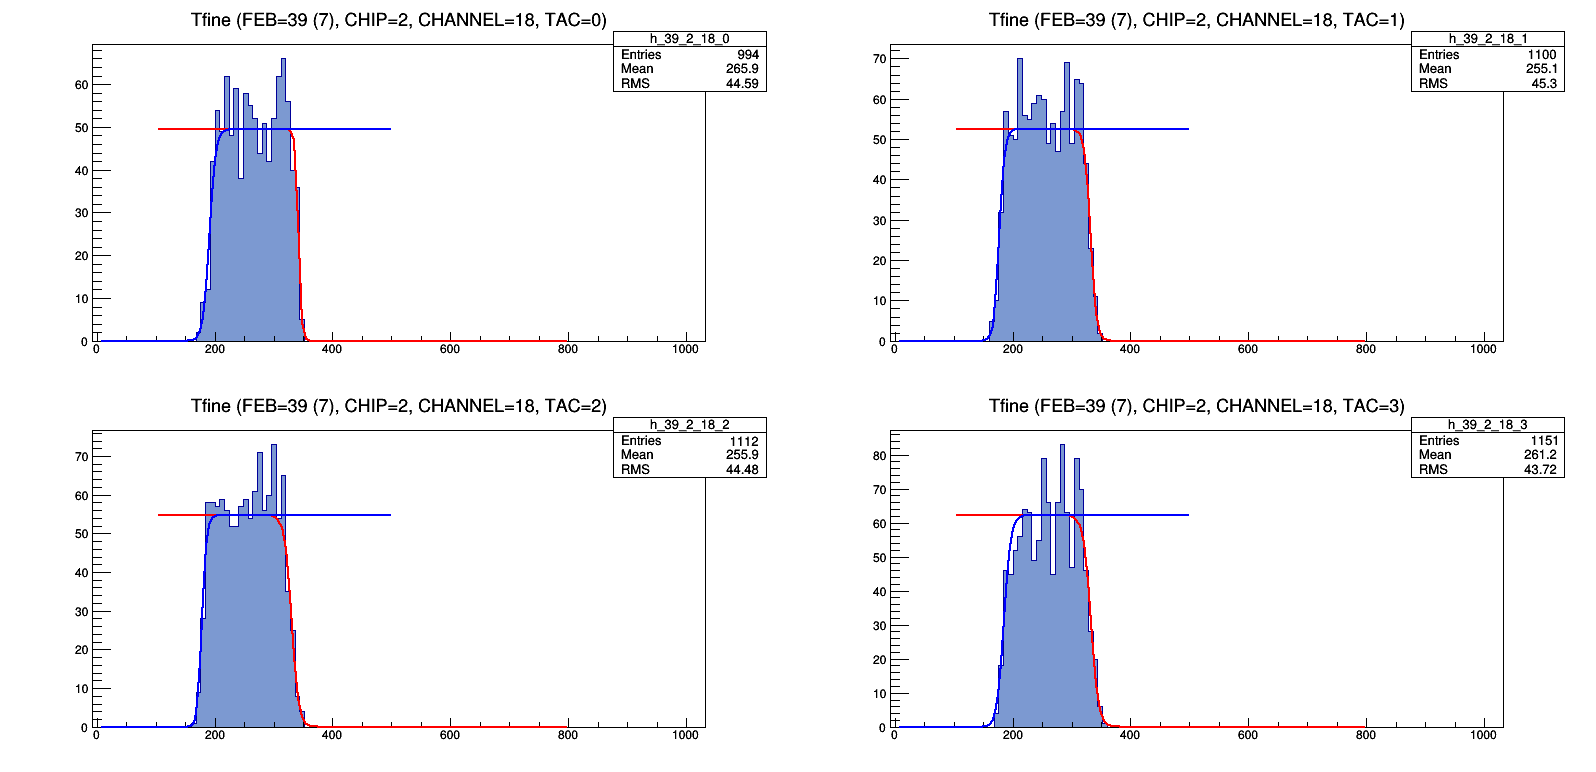 Tfine (FEB=39 (7), CHIP=2, CHANNEL=18, TAC=0)
h_39_2_18_0
Entries 994
Mean 265.9
RMS 44.59
60
50
40
30
20
10
0
0 200 400 600 800 1000
Tfine (FEB=39 (7), CHIP=2, CHANNEL=18, TAC=1)
h_39_2_18_1
Entries 1100
Mean 255.1
RMS 45.3
70
60
50
40
30
20
10
0
0 200 400 600 800 1000
Tfine (FEB=39 (7), CHIP=2, CHANNEL=18, TAC=2)
h_39_2_18_2
Entries 1112
Mean 255.9
RMS 44.48
70
60
50
40
30
20
10
0
0 200 400 600 800 1000
Tfine (FEB=39 (7), CHIP=2, CHANNEL=18, TAC=3)
h_39_2_18_3
Entries 1151
Mean 261.2
RMS 43.72
80
70
60
50
40
30
20
10
0
0 200 400 600 800 1000